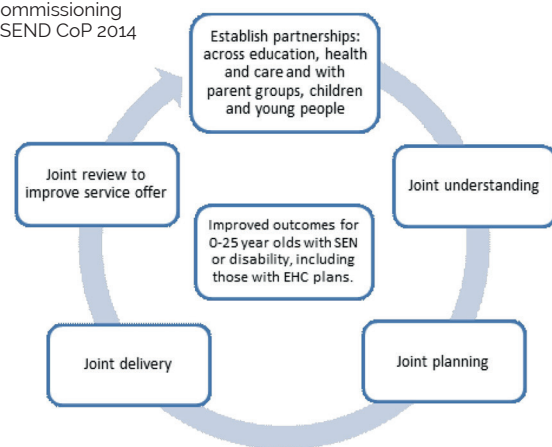 ommissioning
SEND CoP 2014
Establish partnerships:
across education, health
and care and with
parent groups, children
and young people
Joint understanding
Joint planning
Joint delivery
Joint review to
improve service offer
Improved outcomes for
0-25 year olds with SEN
or disability, including
those with EHC plans.